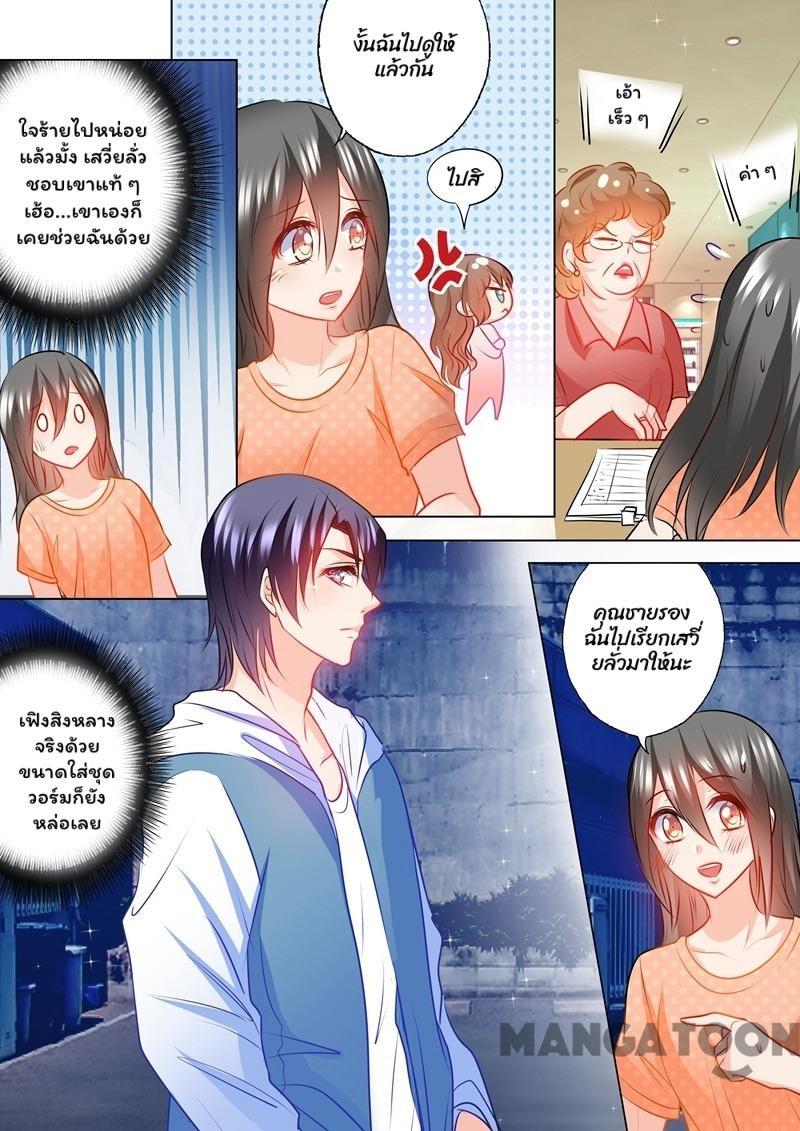 ใจร้ายไปหน่อย
แล้วมั้ง เสวี่ยลั่ว
ชอบเขาแท้ ๆ
เฮ้อ...เขาเองก็
เคยช่วยฉันด้วย
งั้นฉันไปดูให้
แล้วกัน
ไปสิ
เอ้า
เร็ว ๆ
ค่า ๆ
เฟิงสิงหลาง
จริงด้วย
ขนาดใส่ชุด
วอร์มก็ยัง
หล่อเลย
คุณชายรอง
ฉันไปเรียกเสวี่
ยลั่วมาให้นะ
MANGATOON